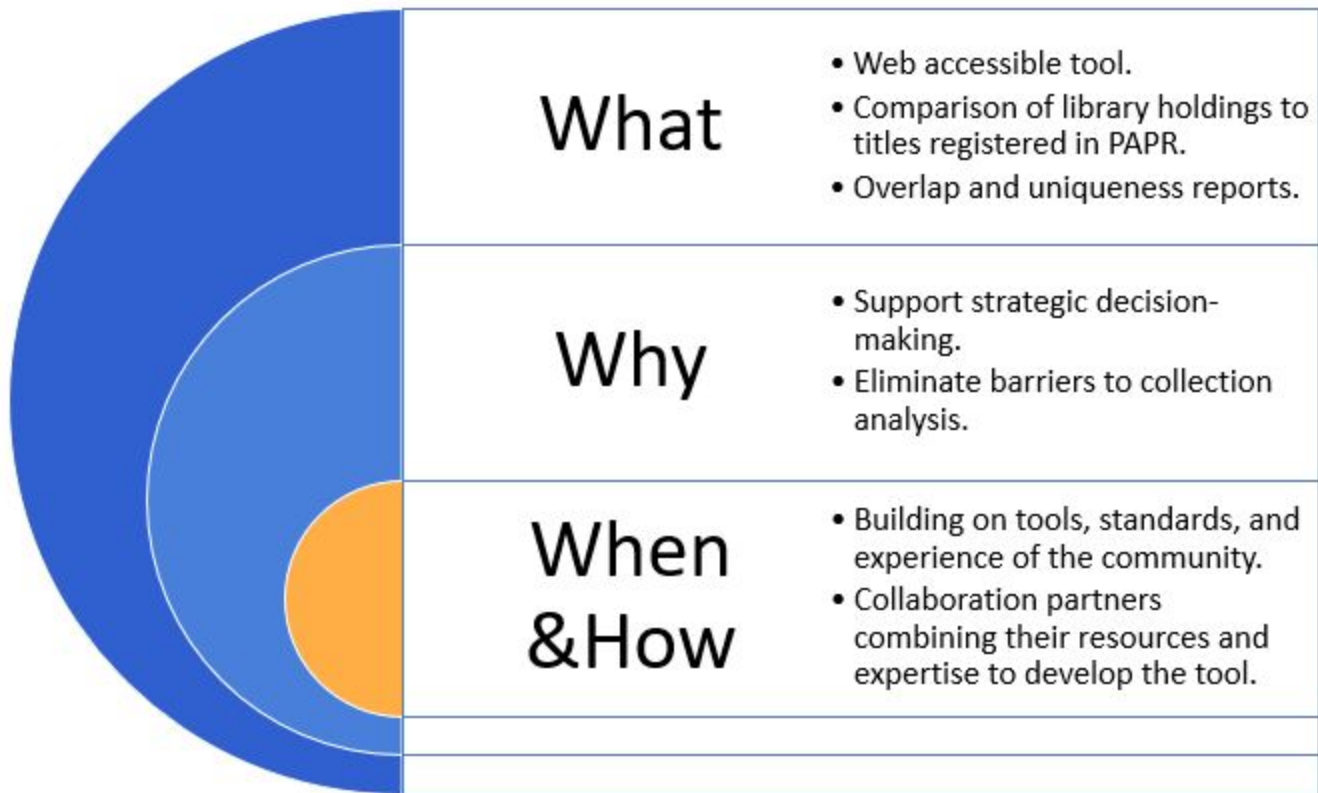 What
• Web accessible tool.
• Comparison of library holdings to
titles registered in PAPR.
• Overlap and uniqueness reports.
Why
• Support strategic decision-
making.
• Eliminate barriers to collection
analysis.
When
&How
• Building on tools, standards, and
experience of the community.
• Collaboration partners
combining their resources and
expertise to develop the tool.